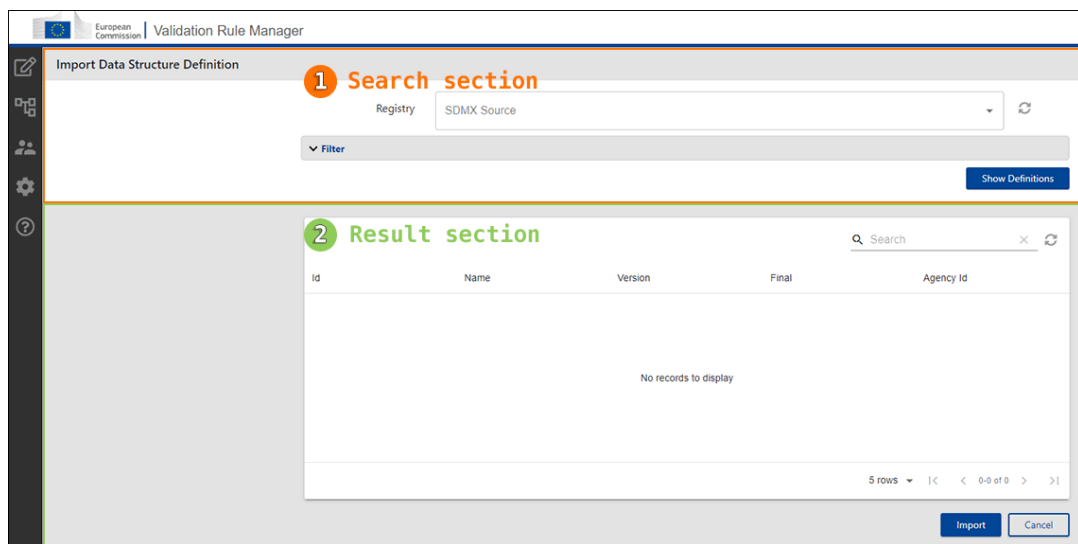 European
Commission
Validation Rule Manager
Import Data Structure Definition
1 Search section
Registry
SDMX Source
Filter
Show Definitions
2 Result section
Search
Id Name Version Final Agency Id
No records to display
5 rows 0-0 of 0
Import Cancel